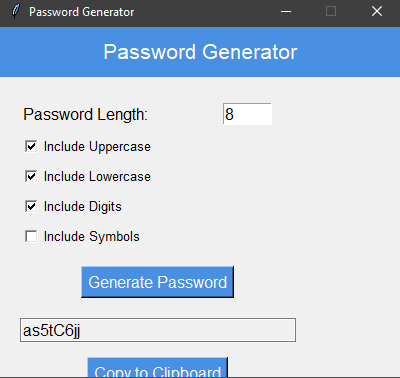 Password Generator
Password Generator
Password Length: 8
Include Uppercase
Include Lowercase
Include Digits
Include Symbols
Generate Password
as5tC6jj
Copy to Clipboard